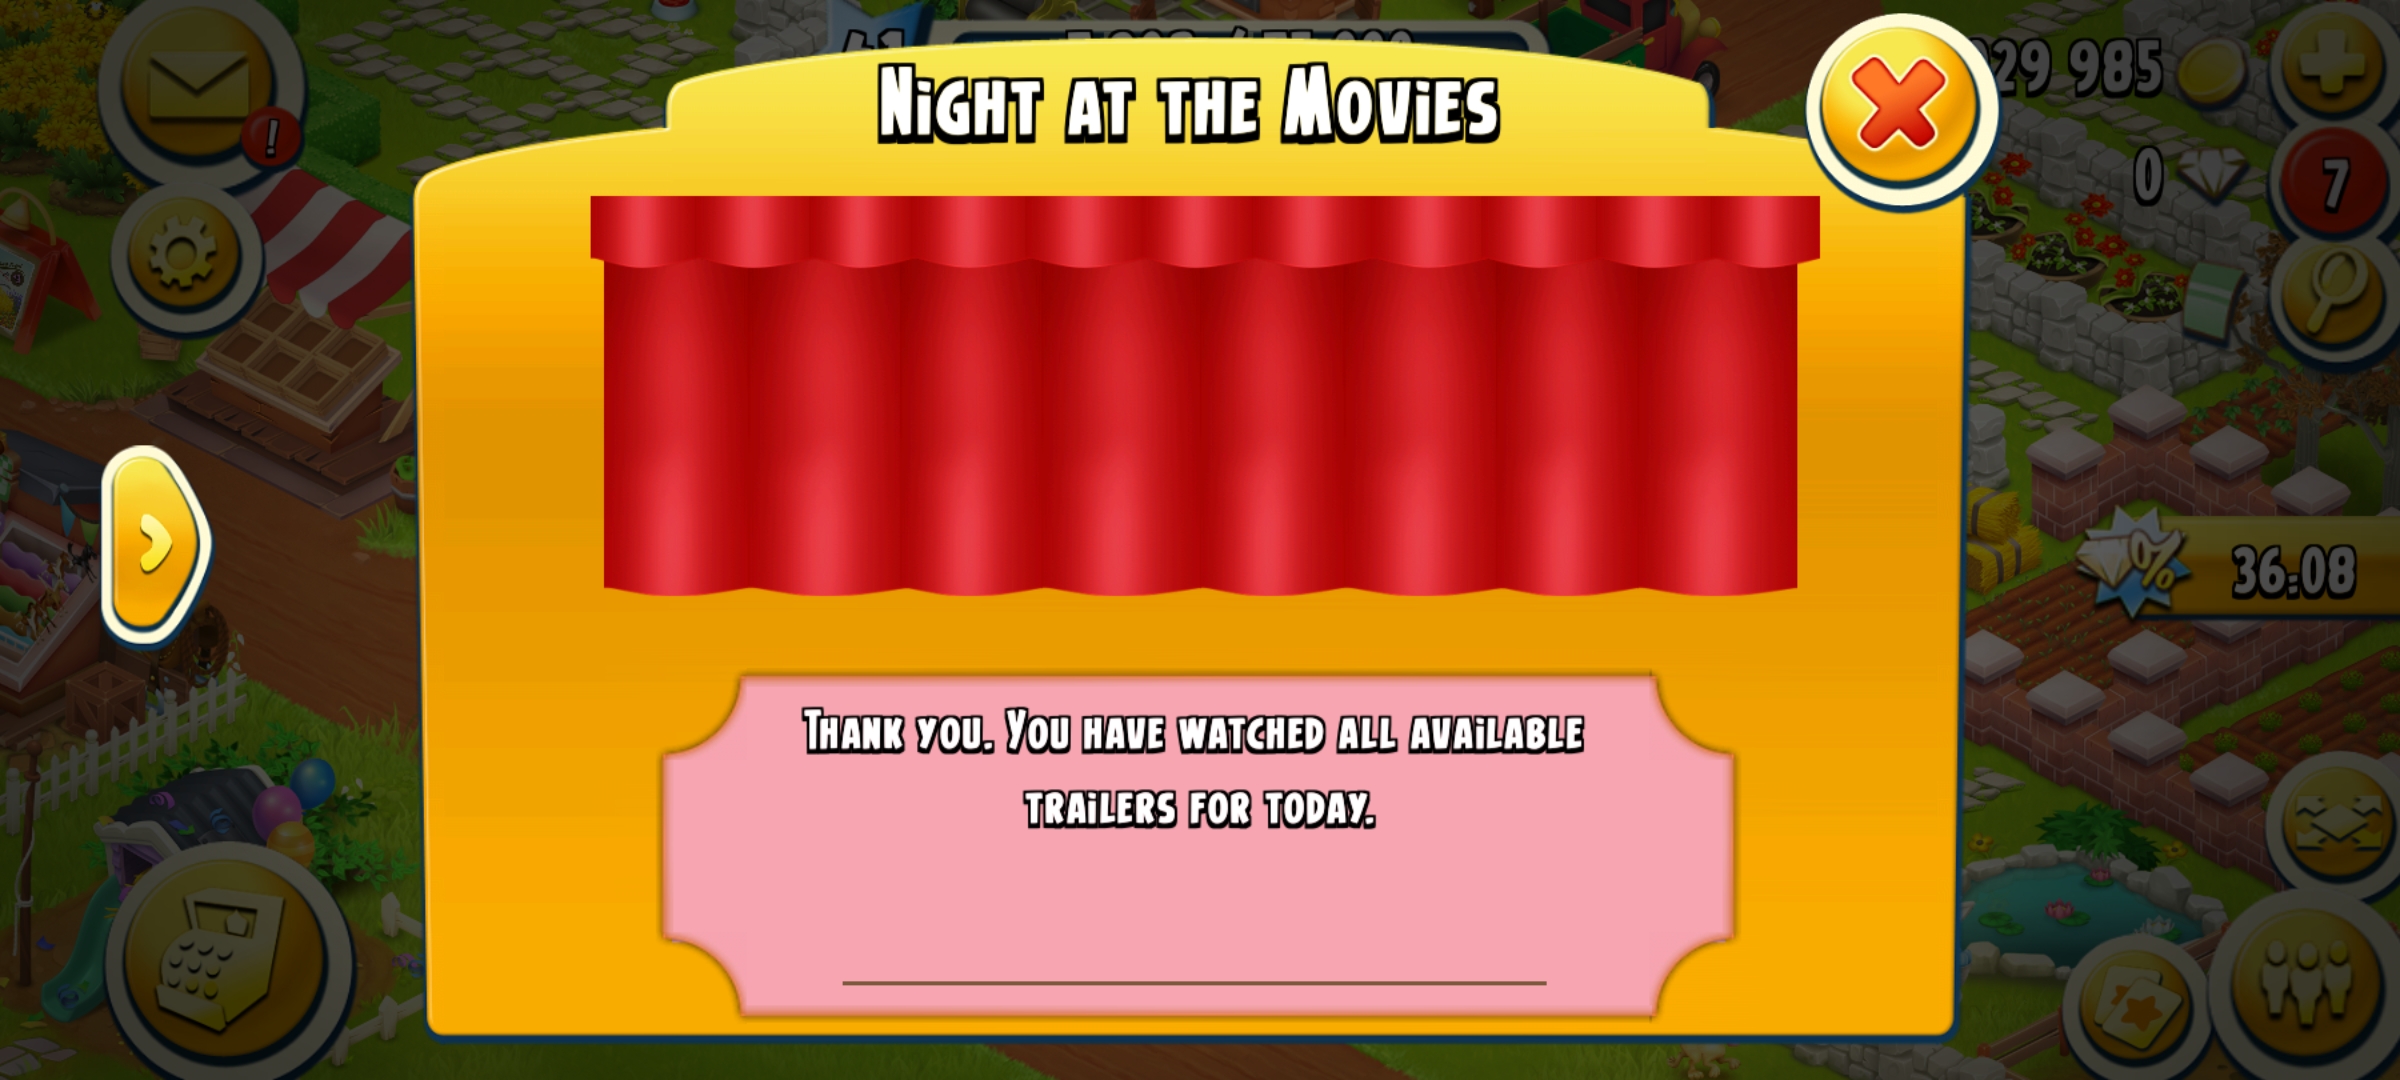 Night at the Movies
!
0
7
36:08
Thank you. You have watched all available
trailers for today.